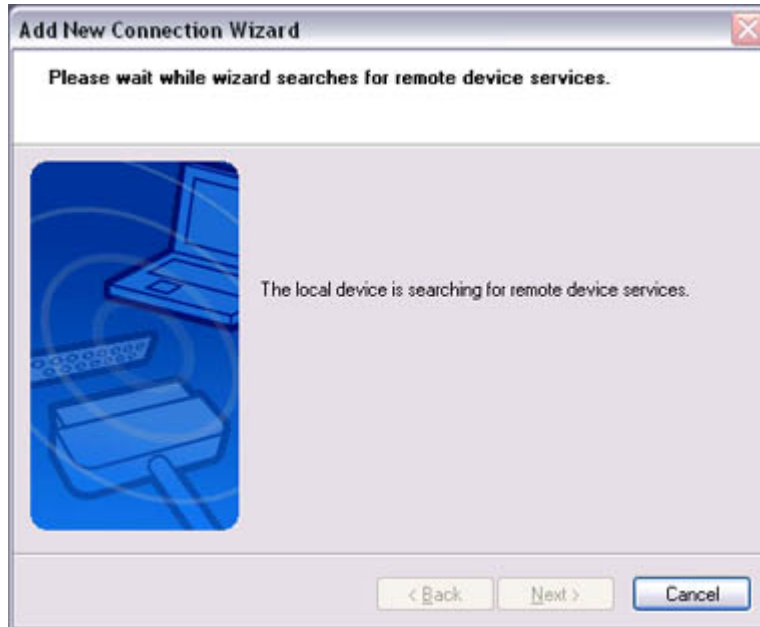 Add New Connection Wizard
Please wait while wizard searches for remote device services.
The local device is searching for remote device services.
< Back
Next >
Cancel